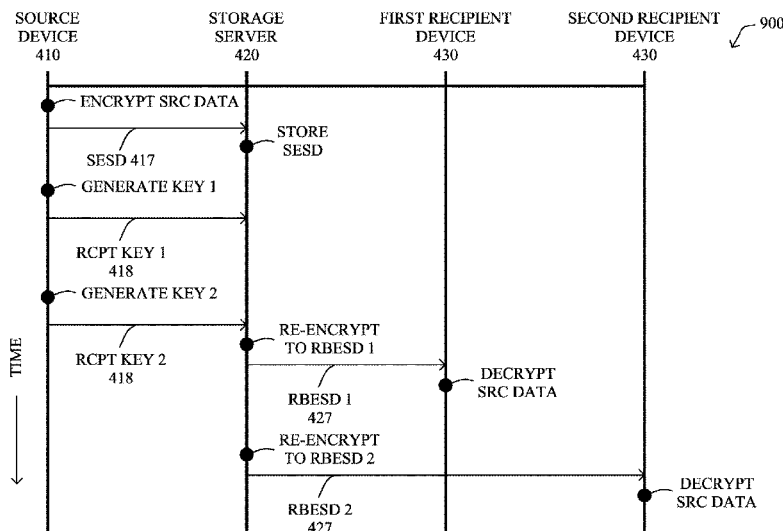 SOURCE DEVICE 410
STORAGE SERVER 420
FIRST RECIPIENT DEVICE 430
SECOND RECIPIENT DEVICE 430
900
ENCRYPT SRC DATA
SESD 417
STORE SESD
GENERATE KEY 1
RCPT KEY 1
418
GENERATE KEY 2
RCPT KEY 2
418
RE-ENCRYPT
TO RBESD 1
RBESD 1
427
DECRYPT
SRC DATA
RE-ENCRYPT
TO RBESD 2
RBESD 2
427
DECRYPT
SRC DATA
TIME